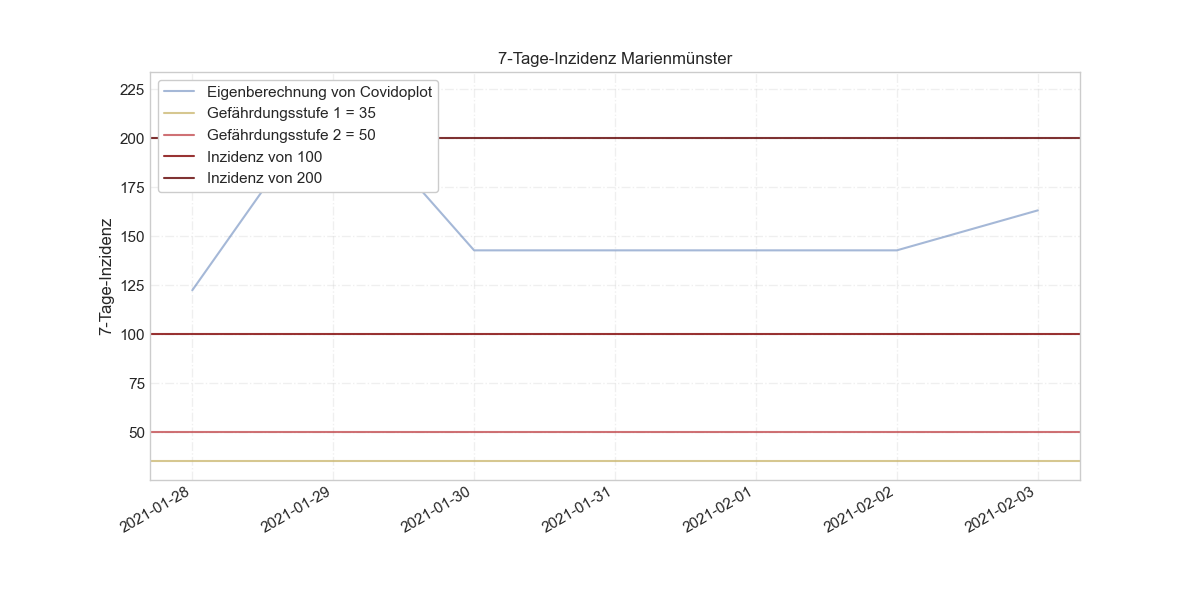 7-Tage-Inzidenz Marienmünster
Eigenberechnung von Covidoplot
Gefährdungsstufe 1 = 35
Gefährdungsstufe 2 = 50
Inzidenz von 100
Inzidenz von 200
7-Tage-Inzidenz
225
200
175
150
125
100
75
50
2021-01-28
2021-01-29
2021-01-30
2021-01-31
2021-02-01
2021-02-02
2021-02-03